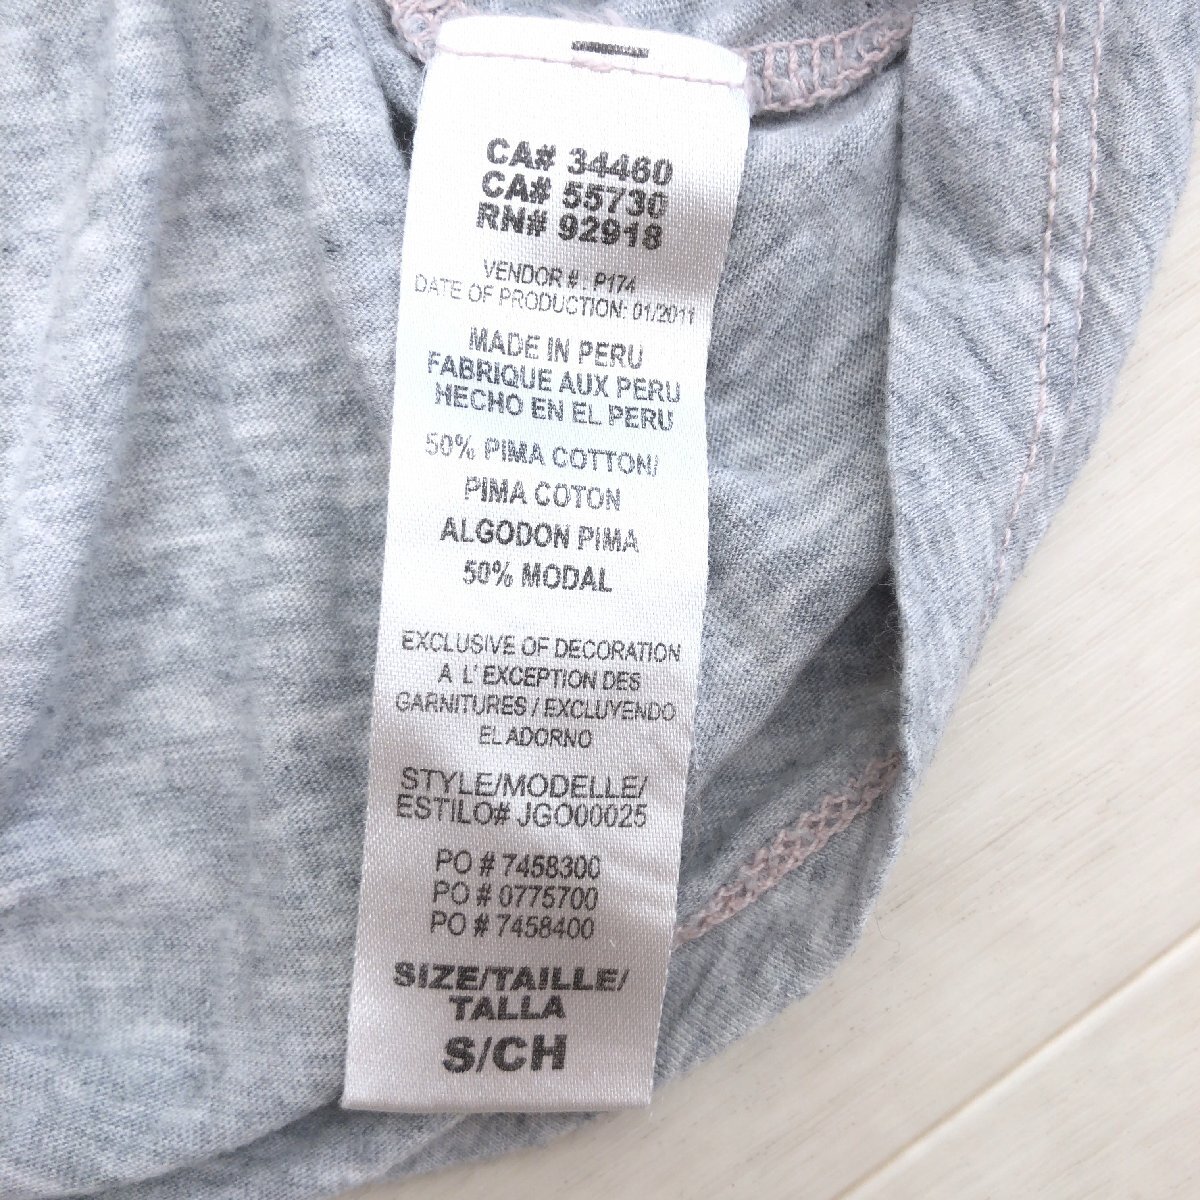 CA# 34460
CA# 55730
RN# 92918
VENDOR #: P174
DATE OF PRODUCTION: 01/2011
MADE IN PERU
FABRIQUE AUX PERU
HECHO EN EL PERU
50% PIMA COTTON/
PIMA COTON
ALGODON PIMA
50% MODAL
EXCLUSIVE OF DECORATION
A L' EXCEPTION DES
GARNITURES / EXCLUYENDO
EL ADORNO
STYLE/MODELLE/
ESTILO# JGO00025
PO # 7458300
PO # 0775700
PO # 7458400
SIZE/TAILLE/
TALLA
S/CH